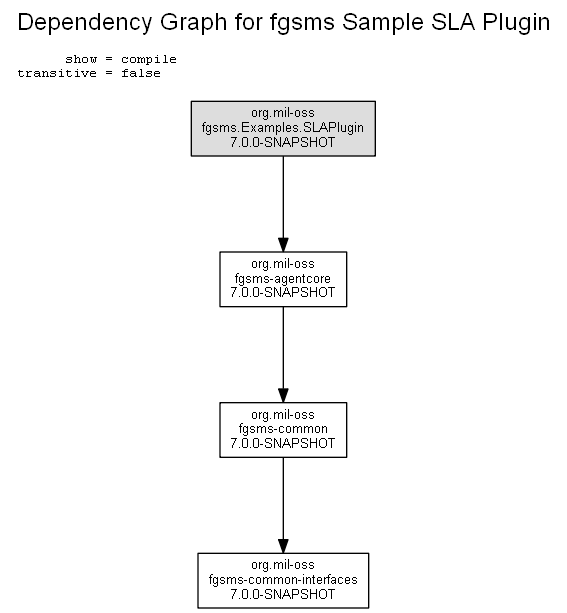 Dependency Graph for fgsms Sample SLA Plugin
show = compile
transitive = false
org.mil-oss
fgsms.Examples.SLAPlugin
7.0.0-SNAPSHOT
org.mil-oss
fgsms-agentcore
7.0.0-SNAPSHOT
org.mil-oss
fgsms-common
7.0.0-SNAPSHOT
org.mil-oss
fgsms-common-interfaces
7.0.0-SNAPSHOT